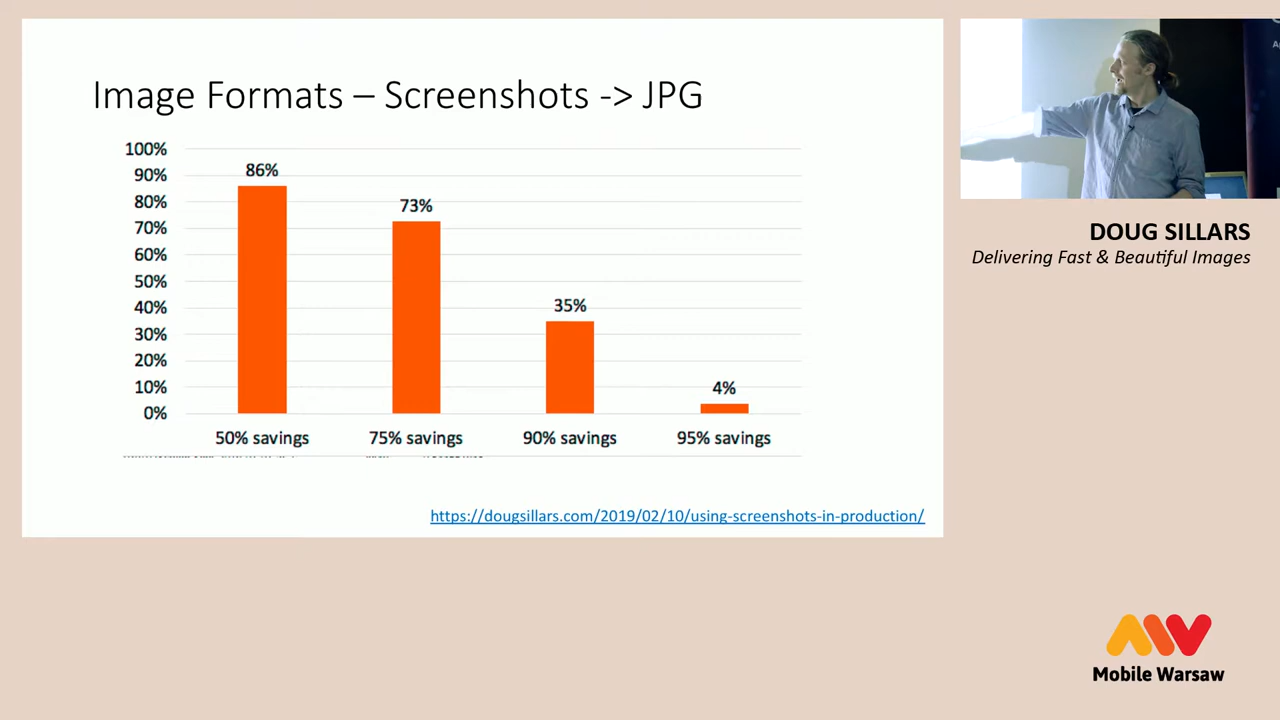 Image Formats – Screenshots -> JPG
100%
90%
80%
70%
60%
50%
40%
30%
20%
10%
0%
86%
73%
35%
4%
50% savings
75% savings
90% savings
95% savings
https://dougsillars.com/2019/02/10/using-screenshots-in-production/
DOUG SILLARS
Delivering Fast & Beautiful Images
Mobile Warsaw